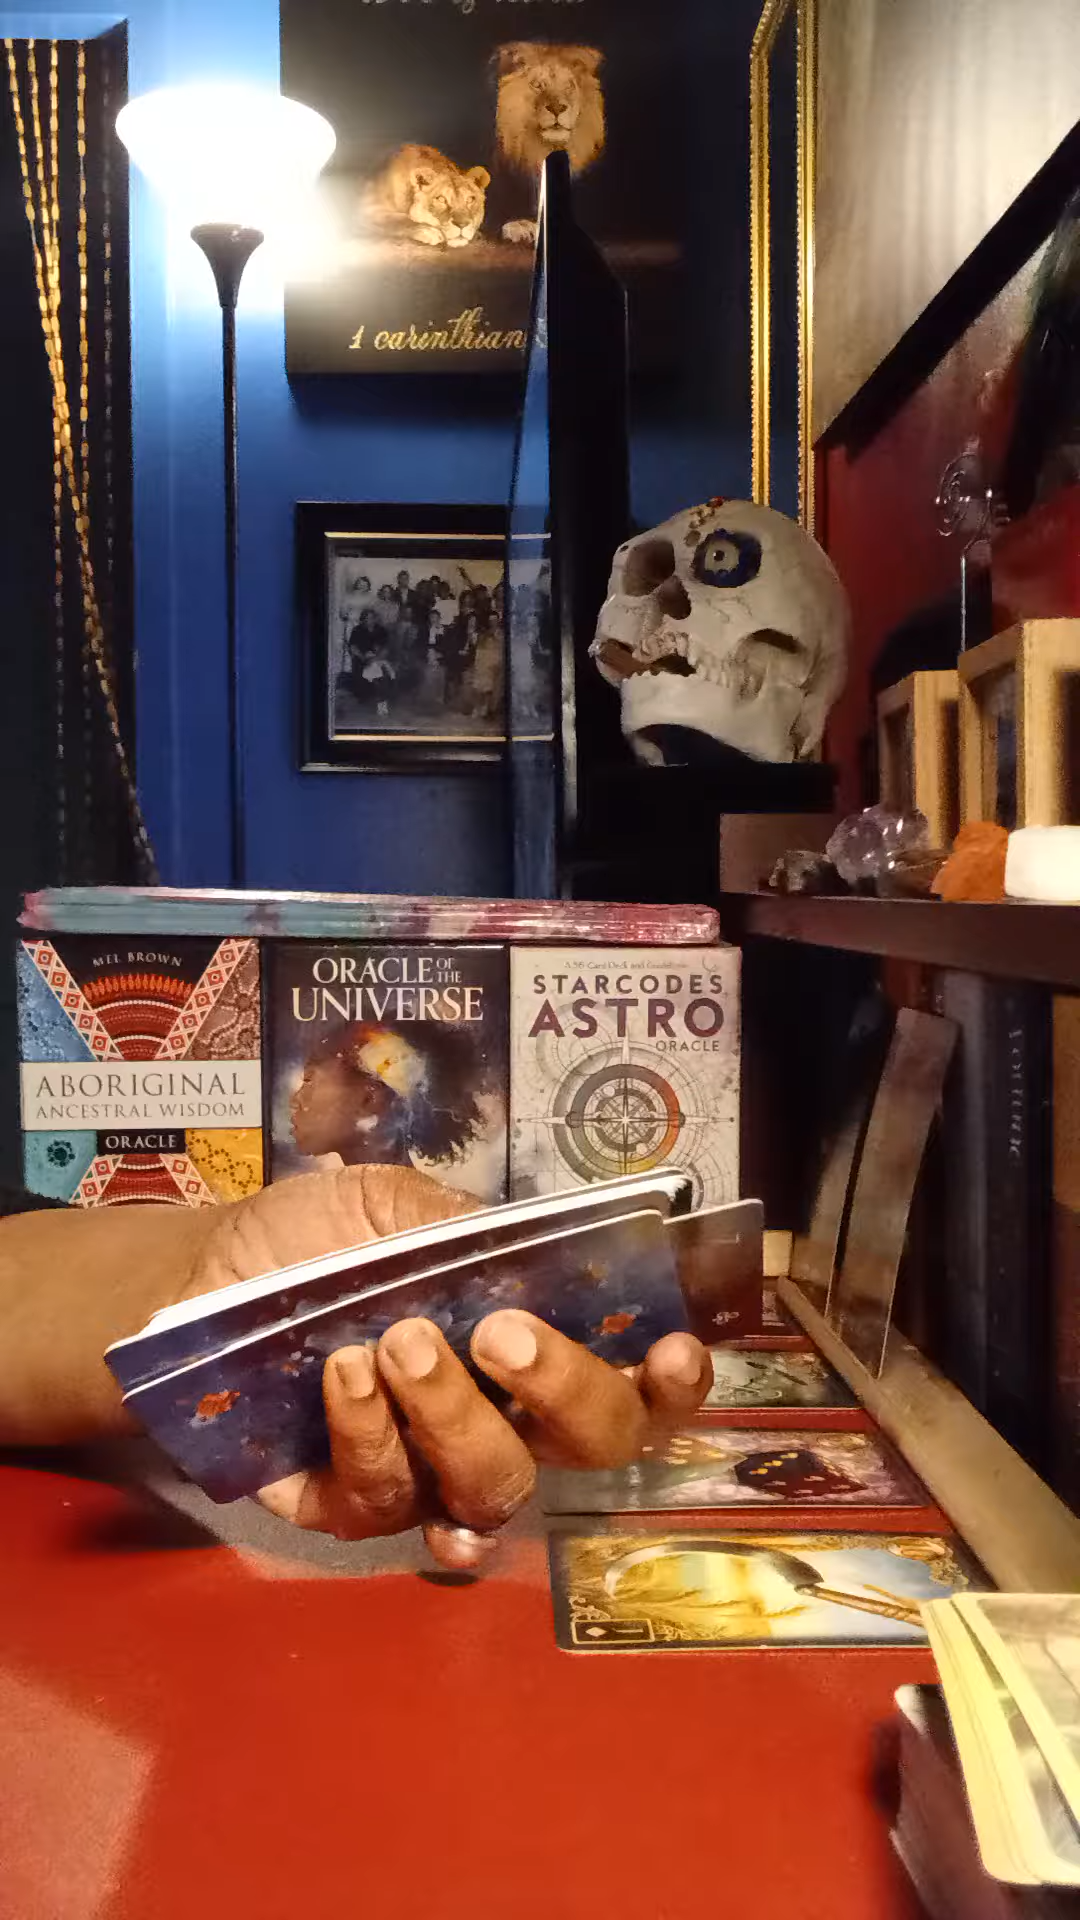 1 carinthian
MEL BROWN
ABORIGINAL
ANCESTRAL WISDOM
ORACLE
ORACLE OF THE
UNIVERSE
A 56 Card Deck and Guidebook
STARCODES
ASTRO
ORACLE